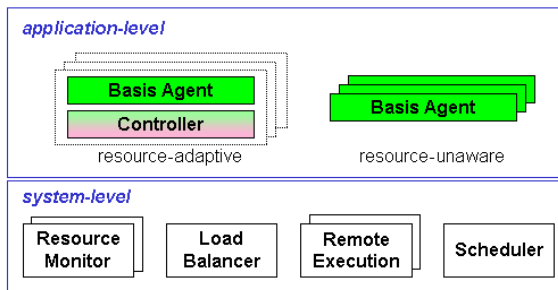 application-level
Basis Agent
Controller
resource-adaptive
Basis Agent
resource-unaware
system-level
Resource
Monitor
Load
Balancer
Remote
Execution
Scheduler